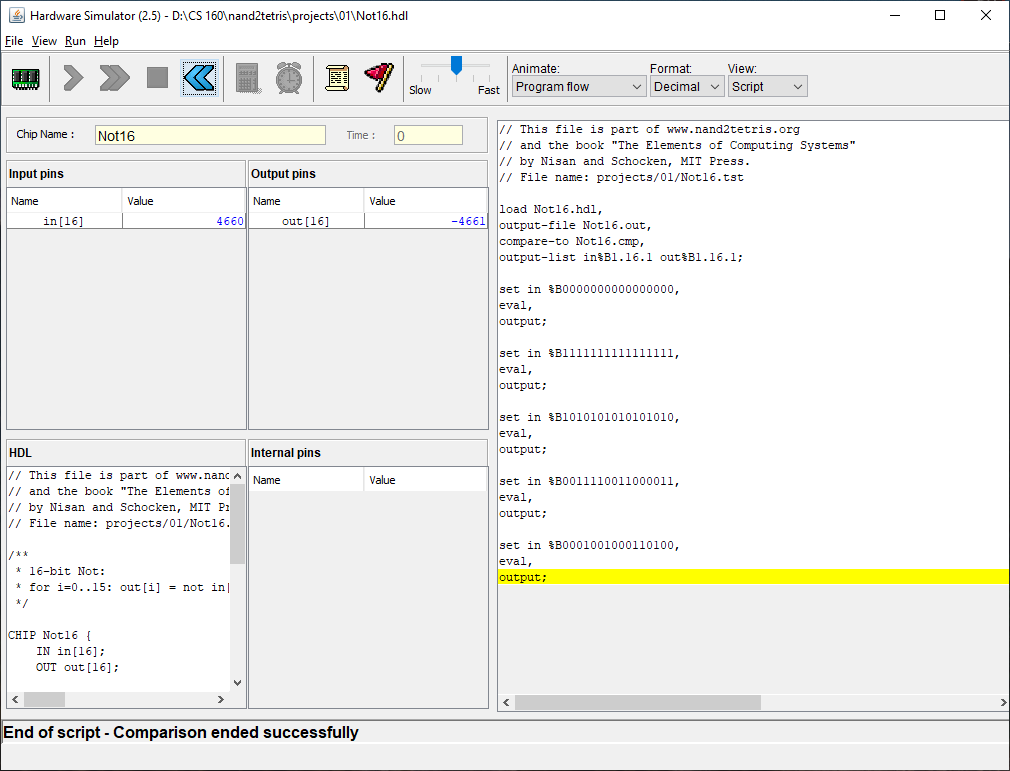 Hardware Simulator (2.5) - D:\CS 160\nand2tetris\projects\01\Not16.hdl
File View Run Help
Slow Fast
Animate: Format: View:
Program flow Decimal Script
Chip Name : Not16 Time : 0
Input pins
Name Value
in[16] 4660
Output pins
Name Value
out[16] -4661
HDL
// This file is part of www.nand
// and the book "The Elements of
// by Nisan and Schocken, MIT Pr
// File name: projects/01/Not16.
/**
* 16-bit Not:
* for i=0..15: out[i] = not in[
*/
CHIP Not16 {
IN in[16];
OUT out[16];
Internal pins
Name Value
// This file is part of www.nand2tetris.org
// and the book "The Elements of Computing Systems"
// by Nisan and Schocken, MIT Press.
// File name: projects/01/Not16.tst
load Not16.hdl,
output-file Not16.out,
compare-to Not16.cmp,
output-list in%B1.16.1 out%B1.16.1;
set in %B0000000000000000,
eval,
output;
set in %B1111111111111111,
eval,
output;
set in %B1010101010101010,
eval,
output;
set in %B0011110011000011,
eval,
output;
set in %B0001001000110100,
eval,
output;
End of script - Comparison ended successfully